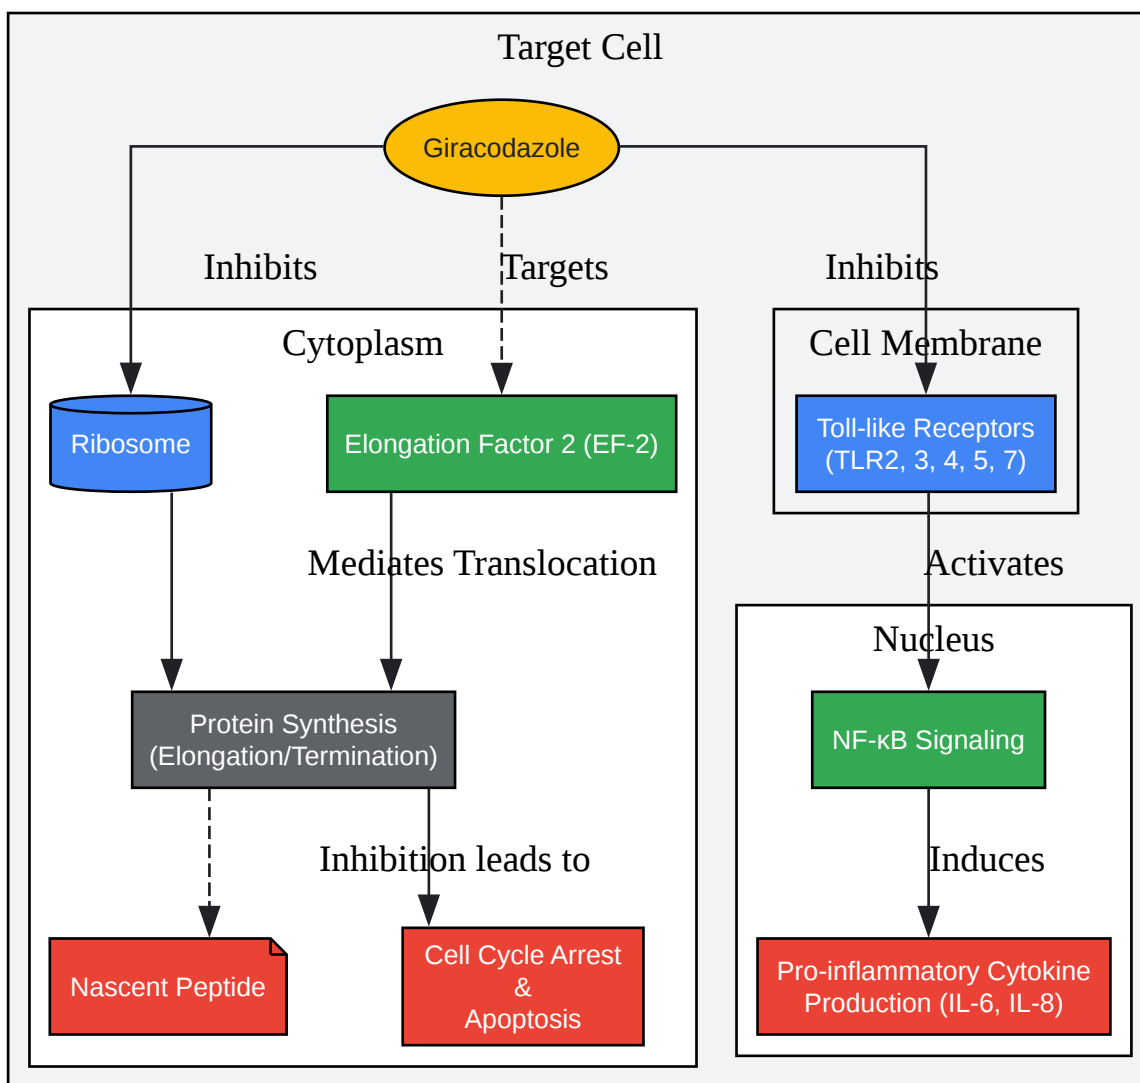 Target Cell
Giracodazole
Inhibits
Targets
Inhibits
Cytoplasm
Cell Membrane
Ribosome
Elongation Factor 2 (EF-2)
Toll-like Receptors
(TLR2, 3, 4, 5, 7)
Mediates Translocation
Activates
Nucleus
Protein Synthesis
(Elongation/Termination)
NF-κB Signaling
Inhibition leads to
Induces
Nascent Peptide
Cell Cycle Arrest
&
Apoptosis
Pro-inflammatory Cytokine
Production (IL-6, IL-8)